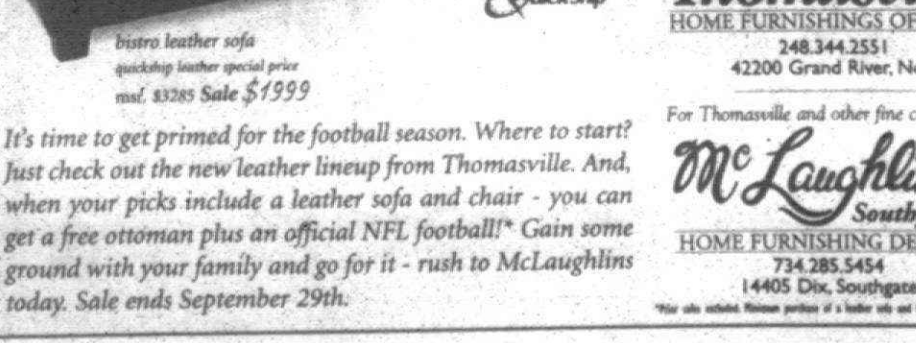 bistro leather sofa
quickship leather special price
msf. $3285 Sale $1999
It's time to get primed for the football season. Where to start?
Just check out the new leather lineup from Thomasville. And,
when your picks include a leather sofa and chair - you can
get a free ottoman plus an official NFL football!* Gain some
ground with your family and go for it - rush to McLaughlins
today. Sale ends September 29th.
HOME FURNISHINGS OF
248.344.2551
42200 Grand River,
For Thomasville and other fine
South
HOME FURNISHING
734.285.5454
14405 Dix, Southgate